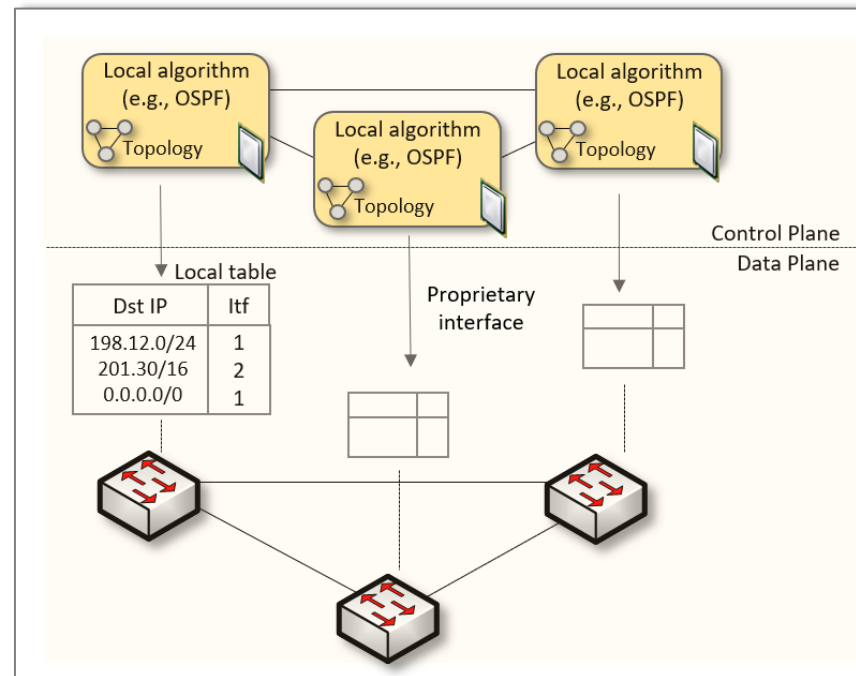 Local algorithm
(e.g., OSPF)
Topology
Local algorithm
(e.g., OSPF)
Topology
Local algorithm
(e.g., OSPF)
Topology
Control Plane
Data Plane
Local table
Dst IP Itf
198.12.0/24 1
201.30/16 2
0.0.0.0/0 1
Proprietary
interface